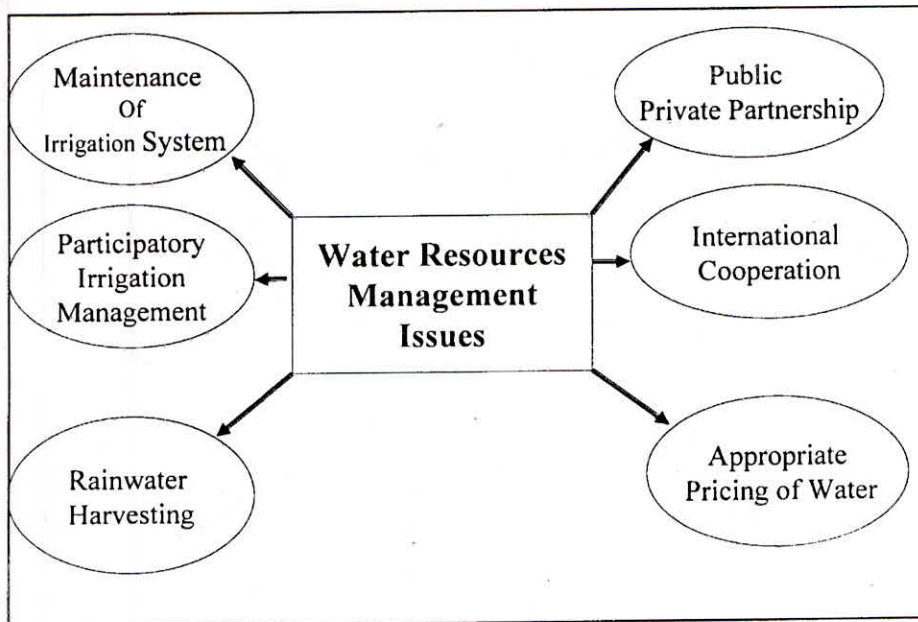 Maintenance
Of
Irrigation System
Public
Private Partnership
Participatory
Irrigation
Management
Water Resources
Management
Issues
International
Cooperation
Rainwater
Harvesting
Appropriate
Pricing of Water